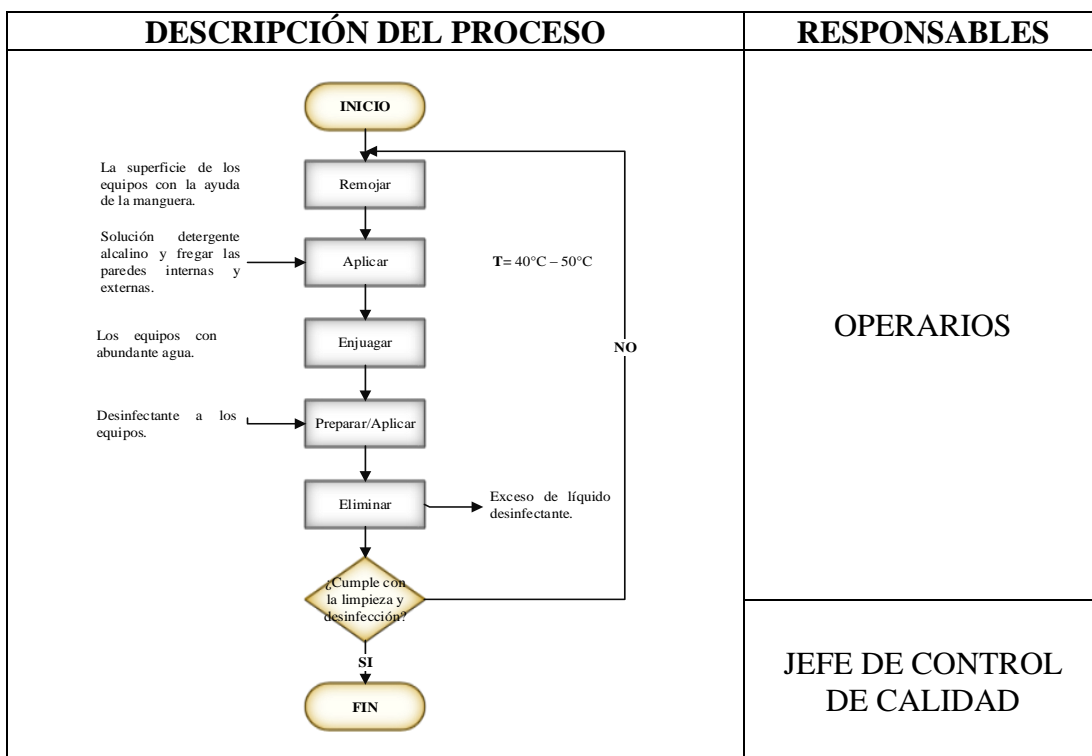 DESCRIPCIÓN DEL PROCESO
RESPONSABLES
INICIO
La superficie de los
equipos con la ayuda
de la manguera.
Remojar
Solución detergente
alcalino y fregar las
paredes internas y
externas.
Aplicar
T= 40°C – 50°C
Los equipos con
abundante agua.
Enjuagar
NO
Desinfectante a los
equipos.
Preparar/Aplicar
Eliminar
Exceso de líquido
desinfectante.
¿Cumple con
la limpieza y
desinfección?
SI
FIN
OPERARIOS
JEFE DE CONTROL
DE CALIDAD